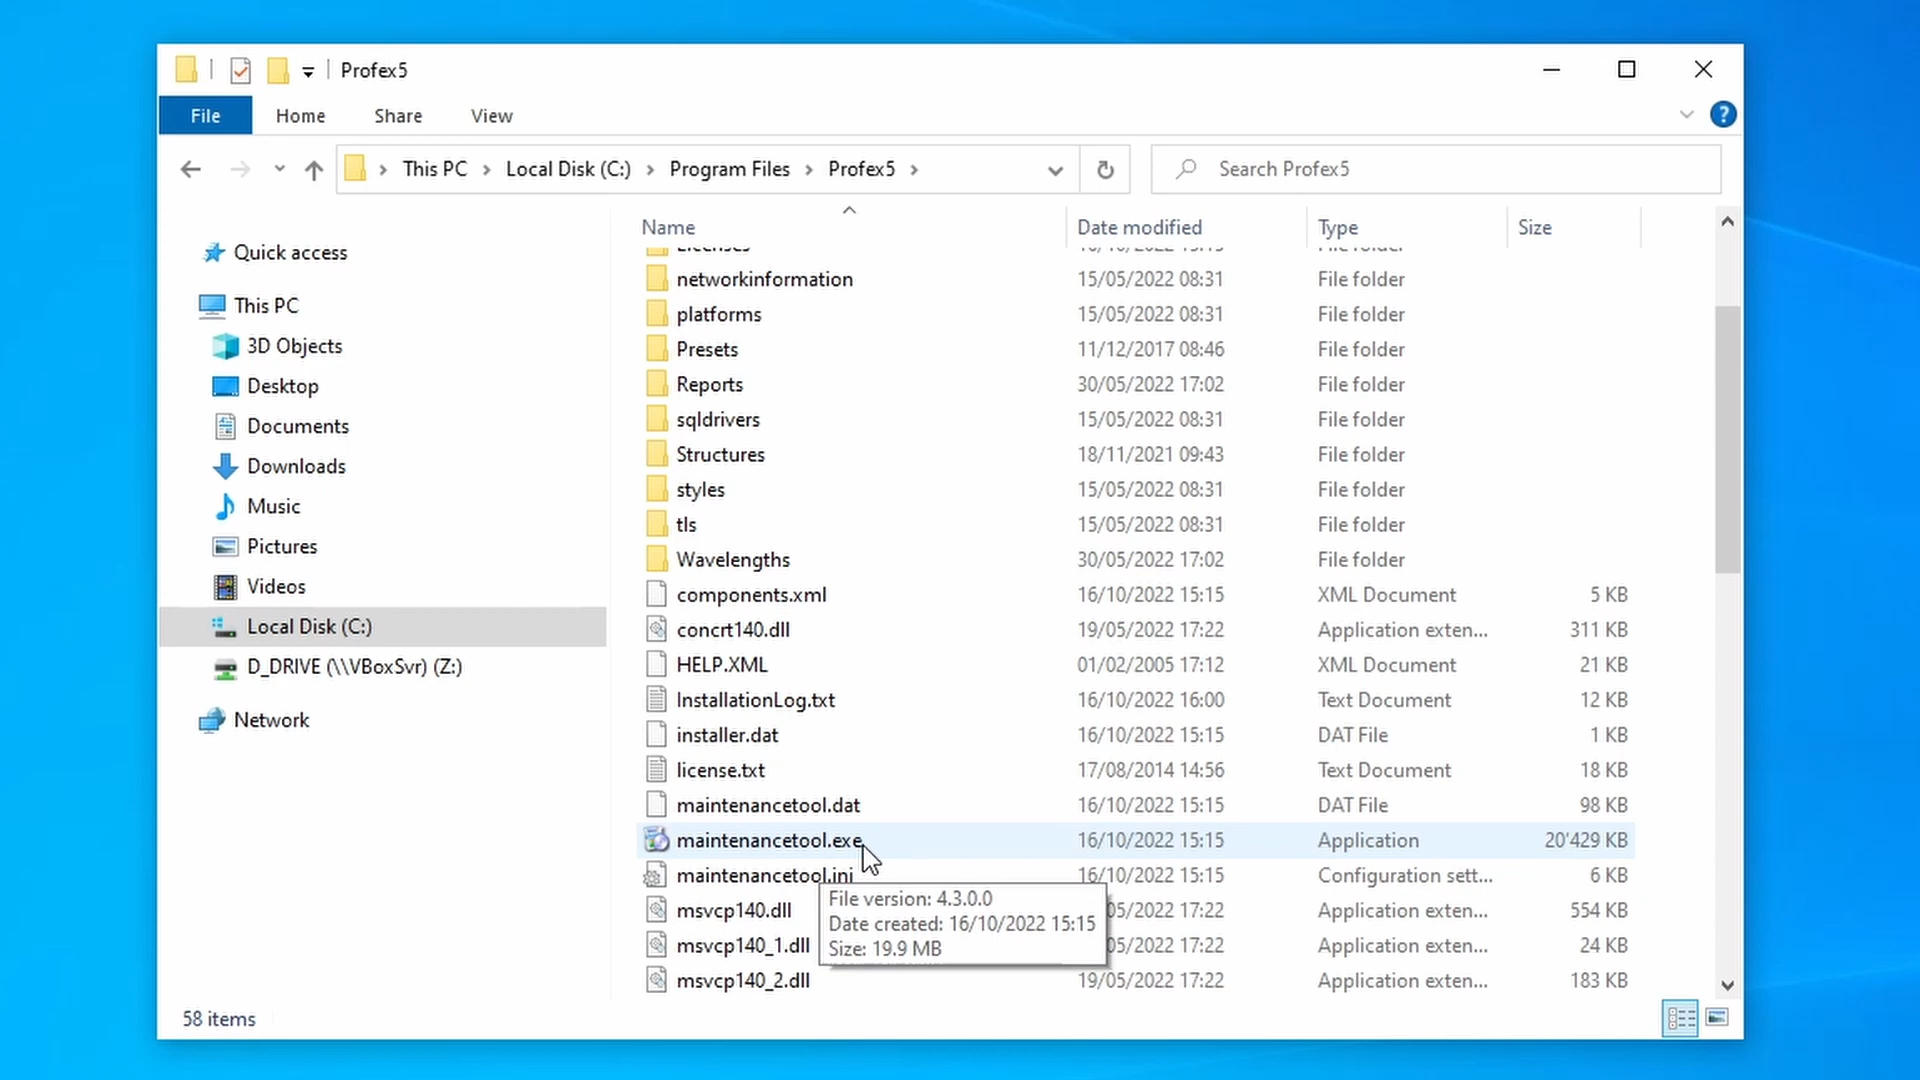 Profex5
File Home Share View
This PC Local Disk (C:) Program Files Profex5
Search Profex5
Name Date modified Type Size
Quick access
This PC
3D Objects
Desktop
Documents
Downloads
Music
Pictures
Videos
Local Disk (C:)
D_DRIVE (\\VBoxSvr) (Z:)
Network
Licenses 16/10/2022 15:15 File folder
networkinformation 15/05/2022 08:31 File folder
platforms 15/05/2022 08:31 File folder
Presets 11/12/2017 08:46 File folder
Reports 30/05/2022 17:02 File folder
sqldrivers 15/05/2022 08:31 File folder
Structures 18/11/2021 09:43 File folder
styles 15/05/2022 08:31 File folder
tls 15/05/2022 08:31 File folder
Wavelengths 30/05/2022 17:02 File folder
components.xml 16/10/2022 15:15 XML Document 5 KB
concrt140.dll 19/05/2022 17:22 Application exten... 311 KB
HELP.XML 01/02/2005 17:12 XML Document 21 KB
InstallationLog.txt 16/10/2022 16:00 Text Document 12 KB
installer.dat 16/10/2022 15:15 DAT File 1 KB
license.txt 17/08/2014 14:56 Text Document 18 KB
maintenancetool.dat 16/10/2022 15:15 DAT File 98 KB
maintenancetool.exe 16/10/2022 15:15 Application 20'429 KB
maintenancetool.ini 16/10/2022 15:15 Configuration sett... 6 KB
msvcp140.dll 05/2022 17:22 Application exten... 554 KB
msvcp140_1.dll 05/2022 17:22 Application exten... 24 KB
msvcp140_2.dll 19/05/2022 17:22 Application exten... 183 KB
File version: 4.3.0.0
Date created: 16/10/2022 15:15
Size: 19.9 MB
58 items